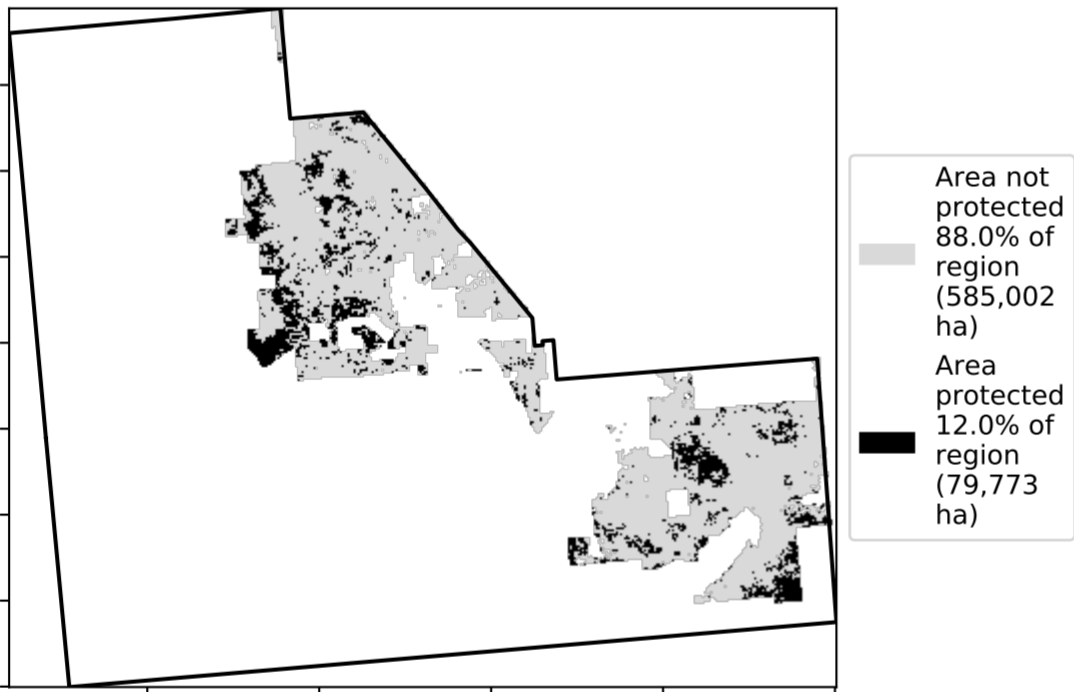 Area not
protected
88.0% of
region
(585,002
ha)
Area
protected
12.0% of
region
(79,773
ha)